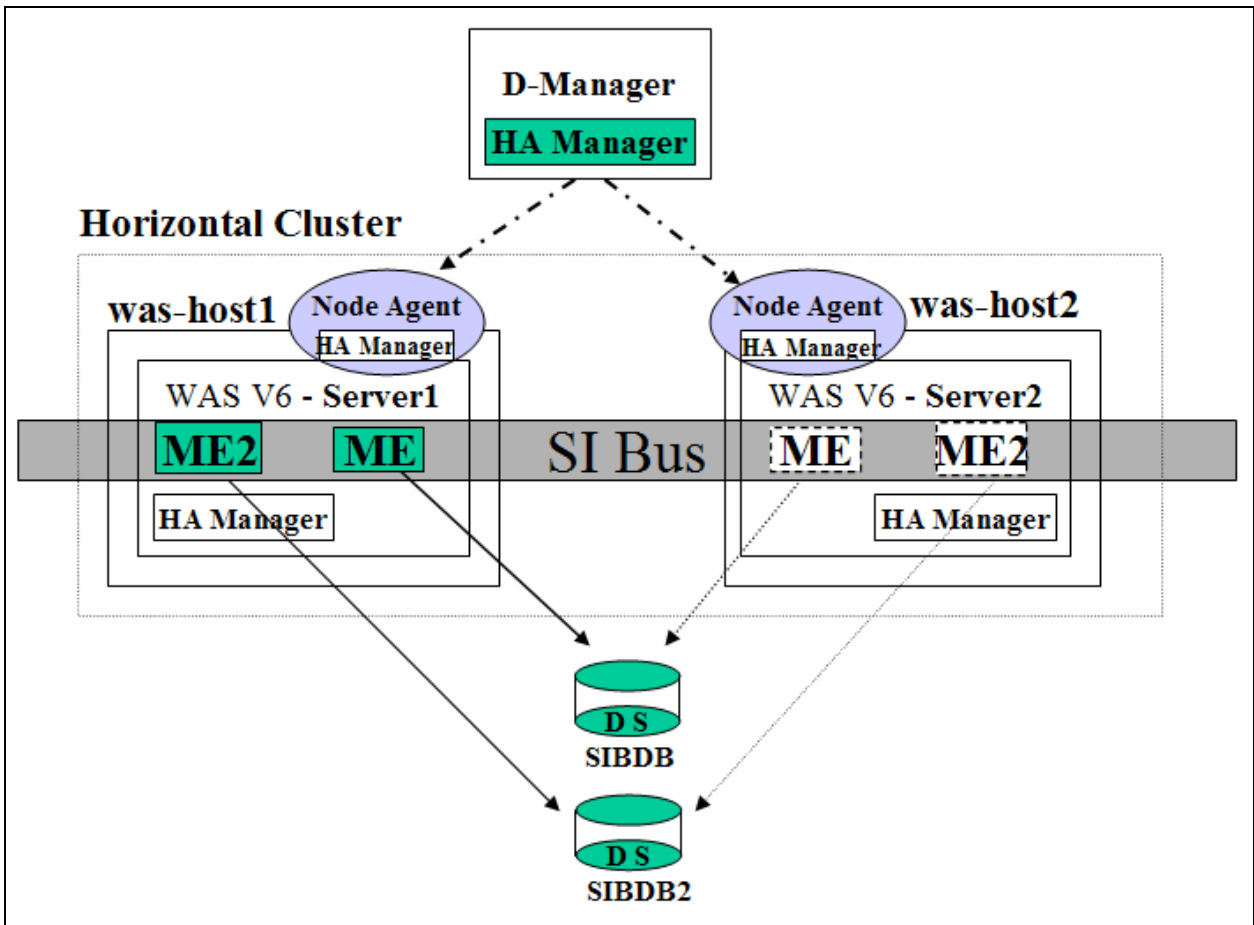 D-Manager
HA Manager
Horizontal Cluster
was-host1
Node Agent
HA Manager
WAS V6 - Server1
ME2
ME
HA Manager
SI Bus
Node Agent
HA Manager
was-host2
WAS V6 - Server2
ME
ME2
HA Manager
D S
SIBDB
D S
SIBDB2